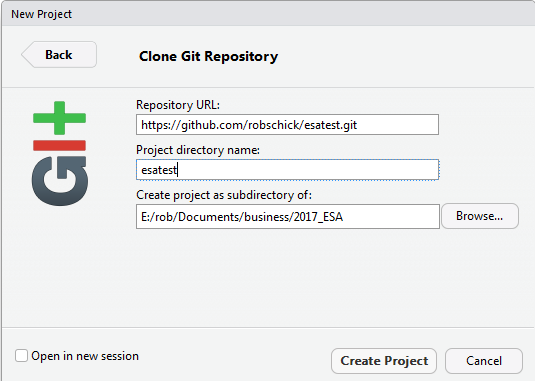 New Project
Back
Clone Git Repository
git
Repository URL:
https://github.com/robschick/esatest.git
Project directory name:
esatest
Create project as subdirectory of:
E:/rob/Documents/business/2017_ESA
Browse...
Open in new session
Create Project
Cancel